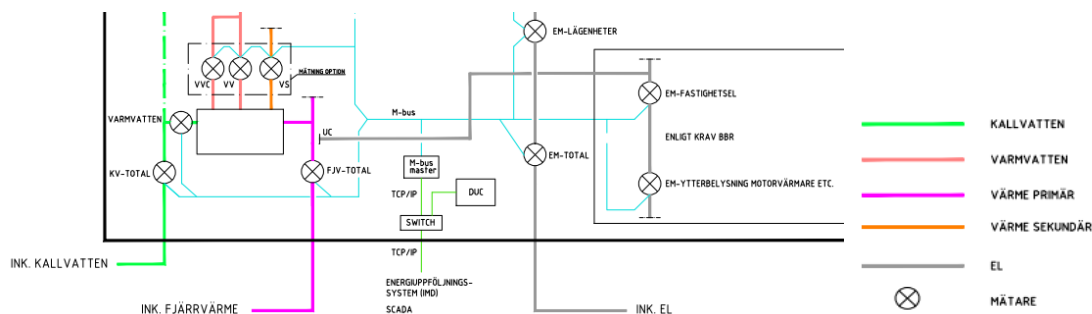 EM-LÄGENHETER
VVC
VV
VS
MÄTNING OPTION
EM-FASTIGHETSEL
M-bus
VARMVATTEN
UC
ENLIGT KRAV BBR
KALLVATTEN
VARMVATTEN
VÄRME PRIMÄR
VÄRME SEKUNDÄR
EL
MÄTARE
EM-TOTAL
M-bus
master
KV-TOTAL
FJV-TOTAL
EM-YTTERBELYSNING MOTORVÄRMARE ETC.
TCP/IP
DUC
SWITCH
TCP/IP
INK. KALLVATTEN
ENERGIUPPFÖLJNINGS-
SYSTEM (IMD)
SCADA
INK. FJÄRRVÄRME
INK. EL